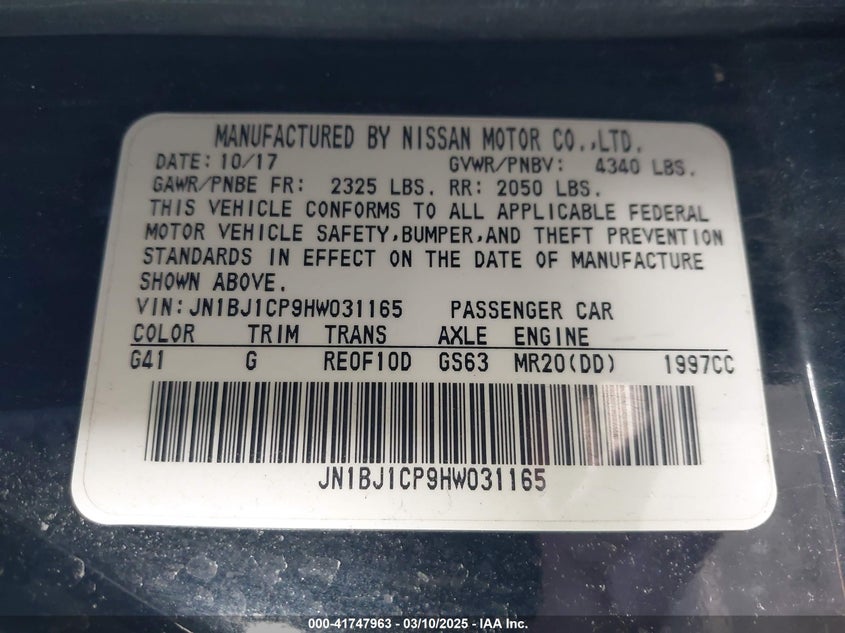 MANUFACTURED BY NISSAN MOTOR CO.,LTD.
DATE: 10/17 GVWR/PNBV: 4340 LBS.
GAWR/PNBE FR: 2325 LBS. RR: 2050 LBS.
THIS VEHICLE CONFORMS TO ALL APPLICABLE FEDERAL
MOTOR VEHICLE SAFETY,BUMPER,AND THEFT PREVENTION
STANDARDS IN EFFECT ON THE DATE OF MANUFACTURE
SHOWN ABOVE.
VIN:JN1BJ1CP9HW031165 PASSENGER CAR
COLOR TRIM TRANS AXLE ENGINE
G41 G RE0F10D GS63 MR20(DD) 1997CC
JN1BJ1CP9HW031165
000-41747963 - 03/10/2025 - IAA Inc.